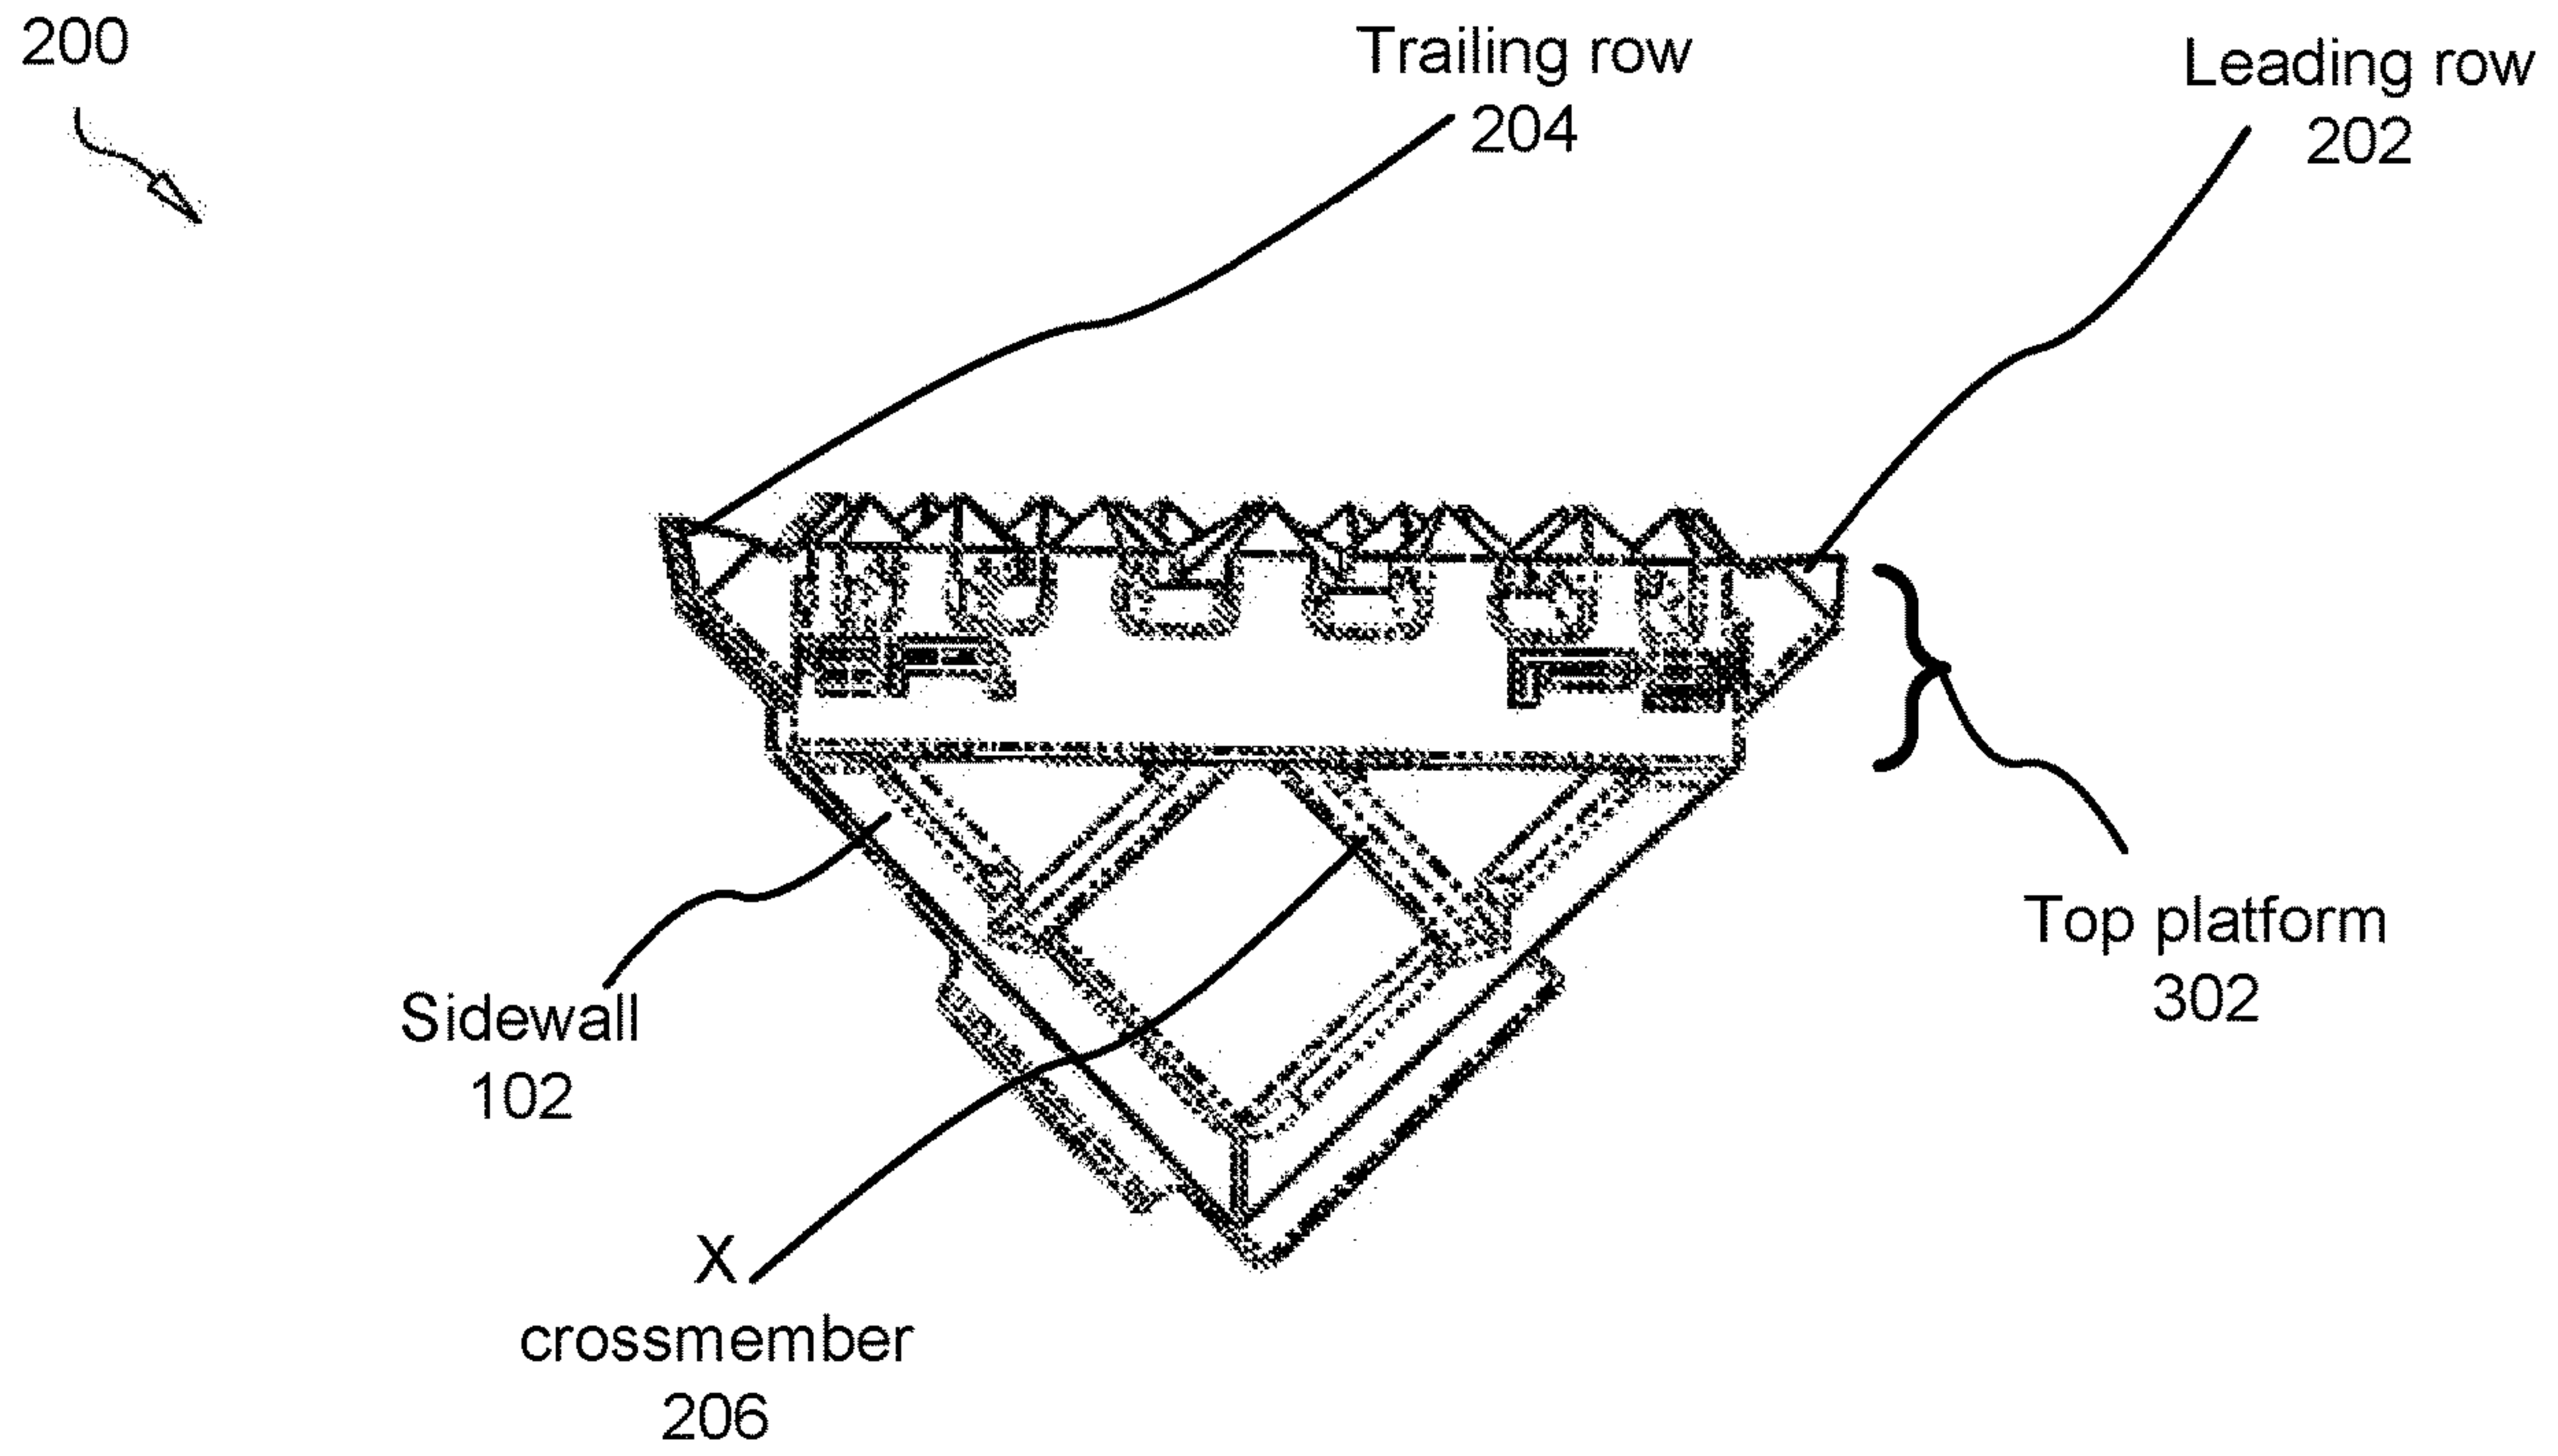 200
Trailing row
204
Leading row
202
Top platform
302
Sidewall
102
X
crossmember
206